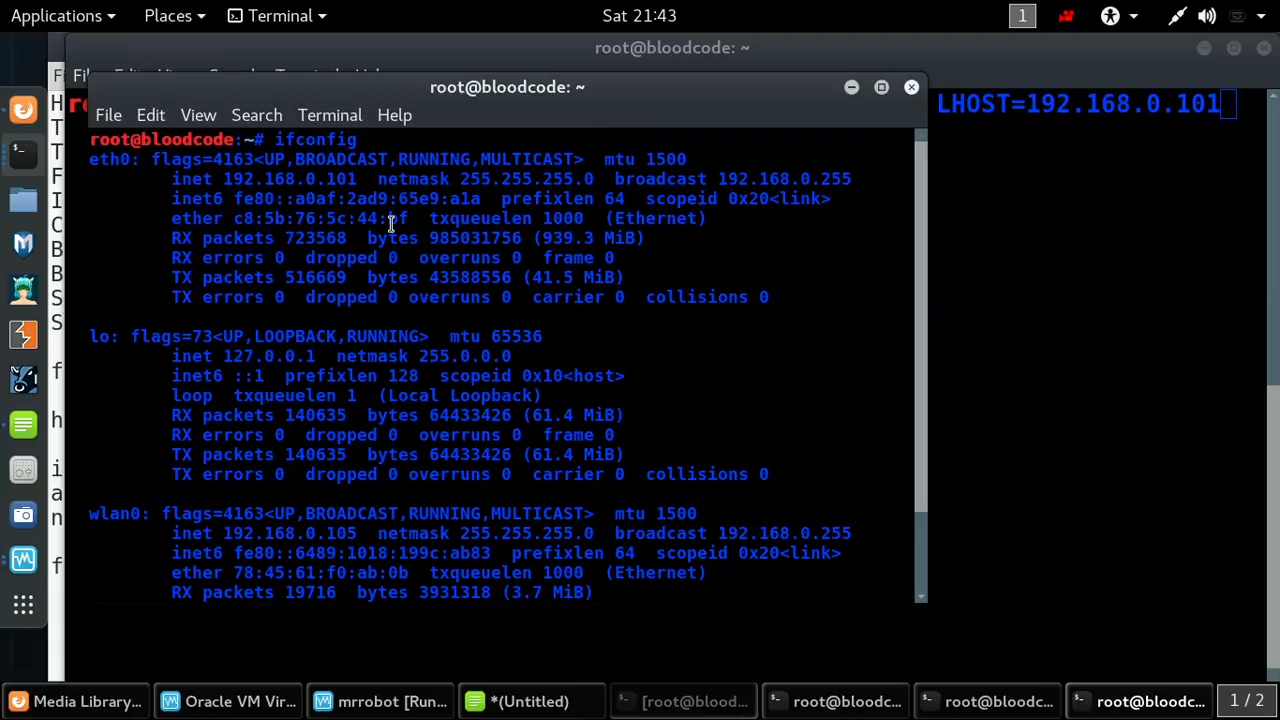 Applications Places Terminal Sat 21:43 1
root@bloodcode: ~
root@bloodcode: ~
File Edit View Search Terminal Help
LHOST=192.168.0.101
root@bloodcode:~# ifconfig
eth0: flags=4163<UP,BROADCAST,RUNNING,MULTICAST> mtu 1500
inet 192.168.0.101 netmask 255.255.255.0 broadcast 192.168.0.255
inet6 fe80::a0af:2ad9:65e9:a1a prefixlen 64 scopeid 0x20<link>
txqueuelen 1000 (Ethernet)
RX packets 723568 bytes 985031756 (939.3 MiB)
RX errors 0 dropped 0 overruns 0 frame 0
TX packets 516669 bytes 43588556 (41.5 MiB)
TX errors 0 dropped 0 overruns 0 carrier 0 collisions 0
lo: flags=73<UP,LOOPBACK,RUNNING> mtu 65536
inet 127.0.0.1 netmask 255.0.0.0
inet6 ::1 prefixlen 128 scopeid 0x10<host>
loop txqueuelen 1 (Local Loopback)
RX packets 140635 bytes 64433426 (61.4 MiB)
RX errors 0 dropped 0 overruns 0 frame 0
TX packets 140635 bytes 64433426 (61.4 MiB)
TX errors 0 dropped 0 overruns 0 carrier 0 collisions 0
wlan0: flags=4163<UP,BROADCAST,RUNNING,MULTICAST> mtu 1500
inet 192.168.0.105 netmask 255.255.255.0 broadcast 192.168.0.255
inet6 fe80::6489:1018:199c:ab83 prefixlen 64 scopeid 0x20<link>
ether 78:45:61:f0:ab:0b txqueuelen 1000 (Ethernet)
RX packets 19716 bytes 3931318 (3.7 MiB)
Media Library... Oracle VM Vir... mrrobot [Run... *(Untitled) [root@blood... root@bloodc... root@bloodc... root@bloodc... 1 / 2